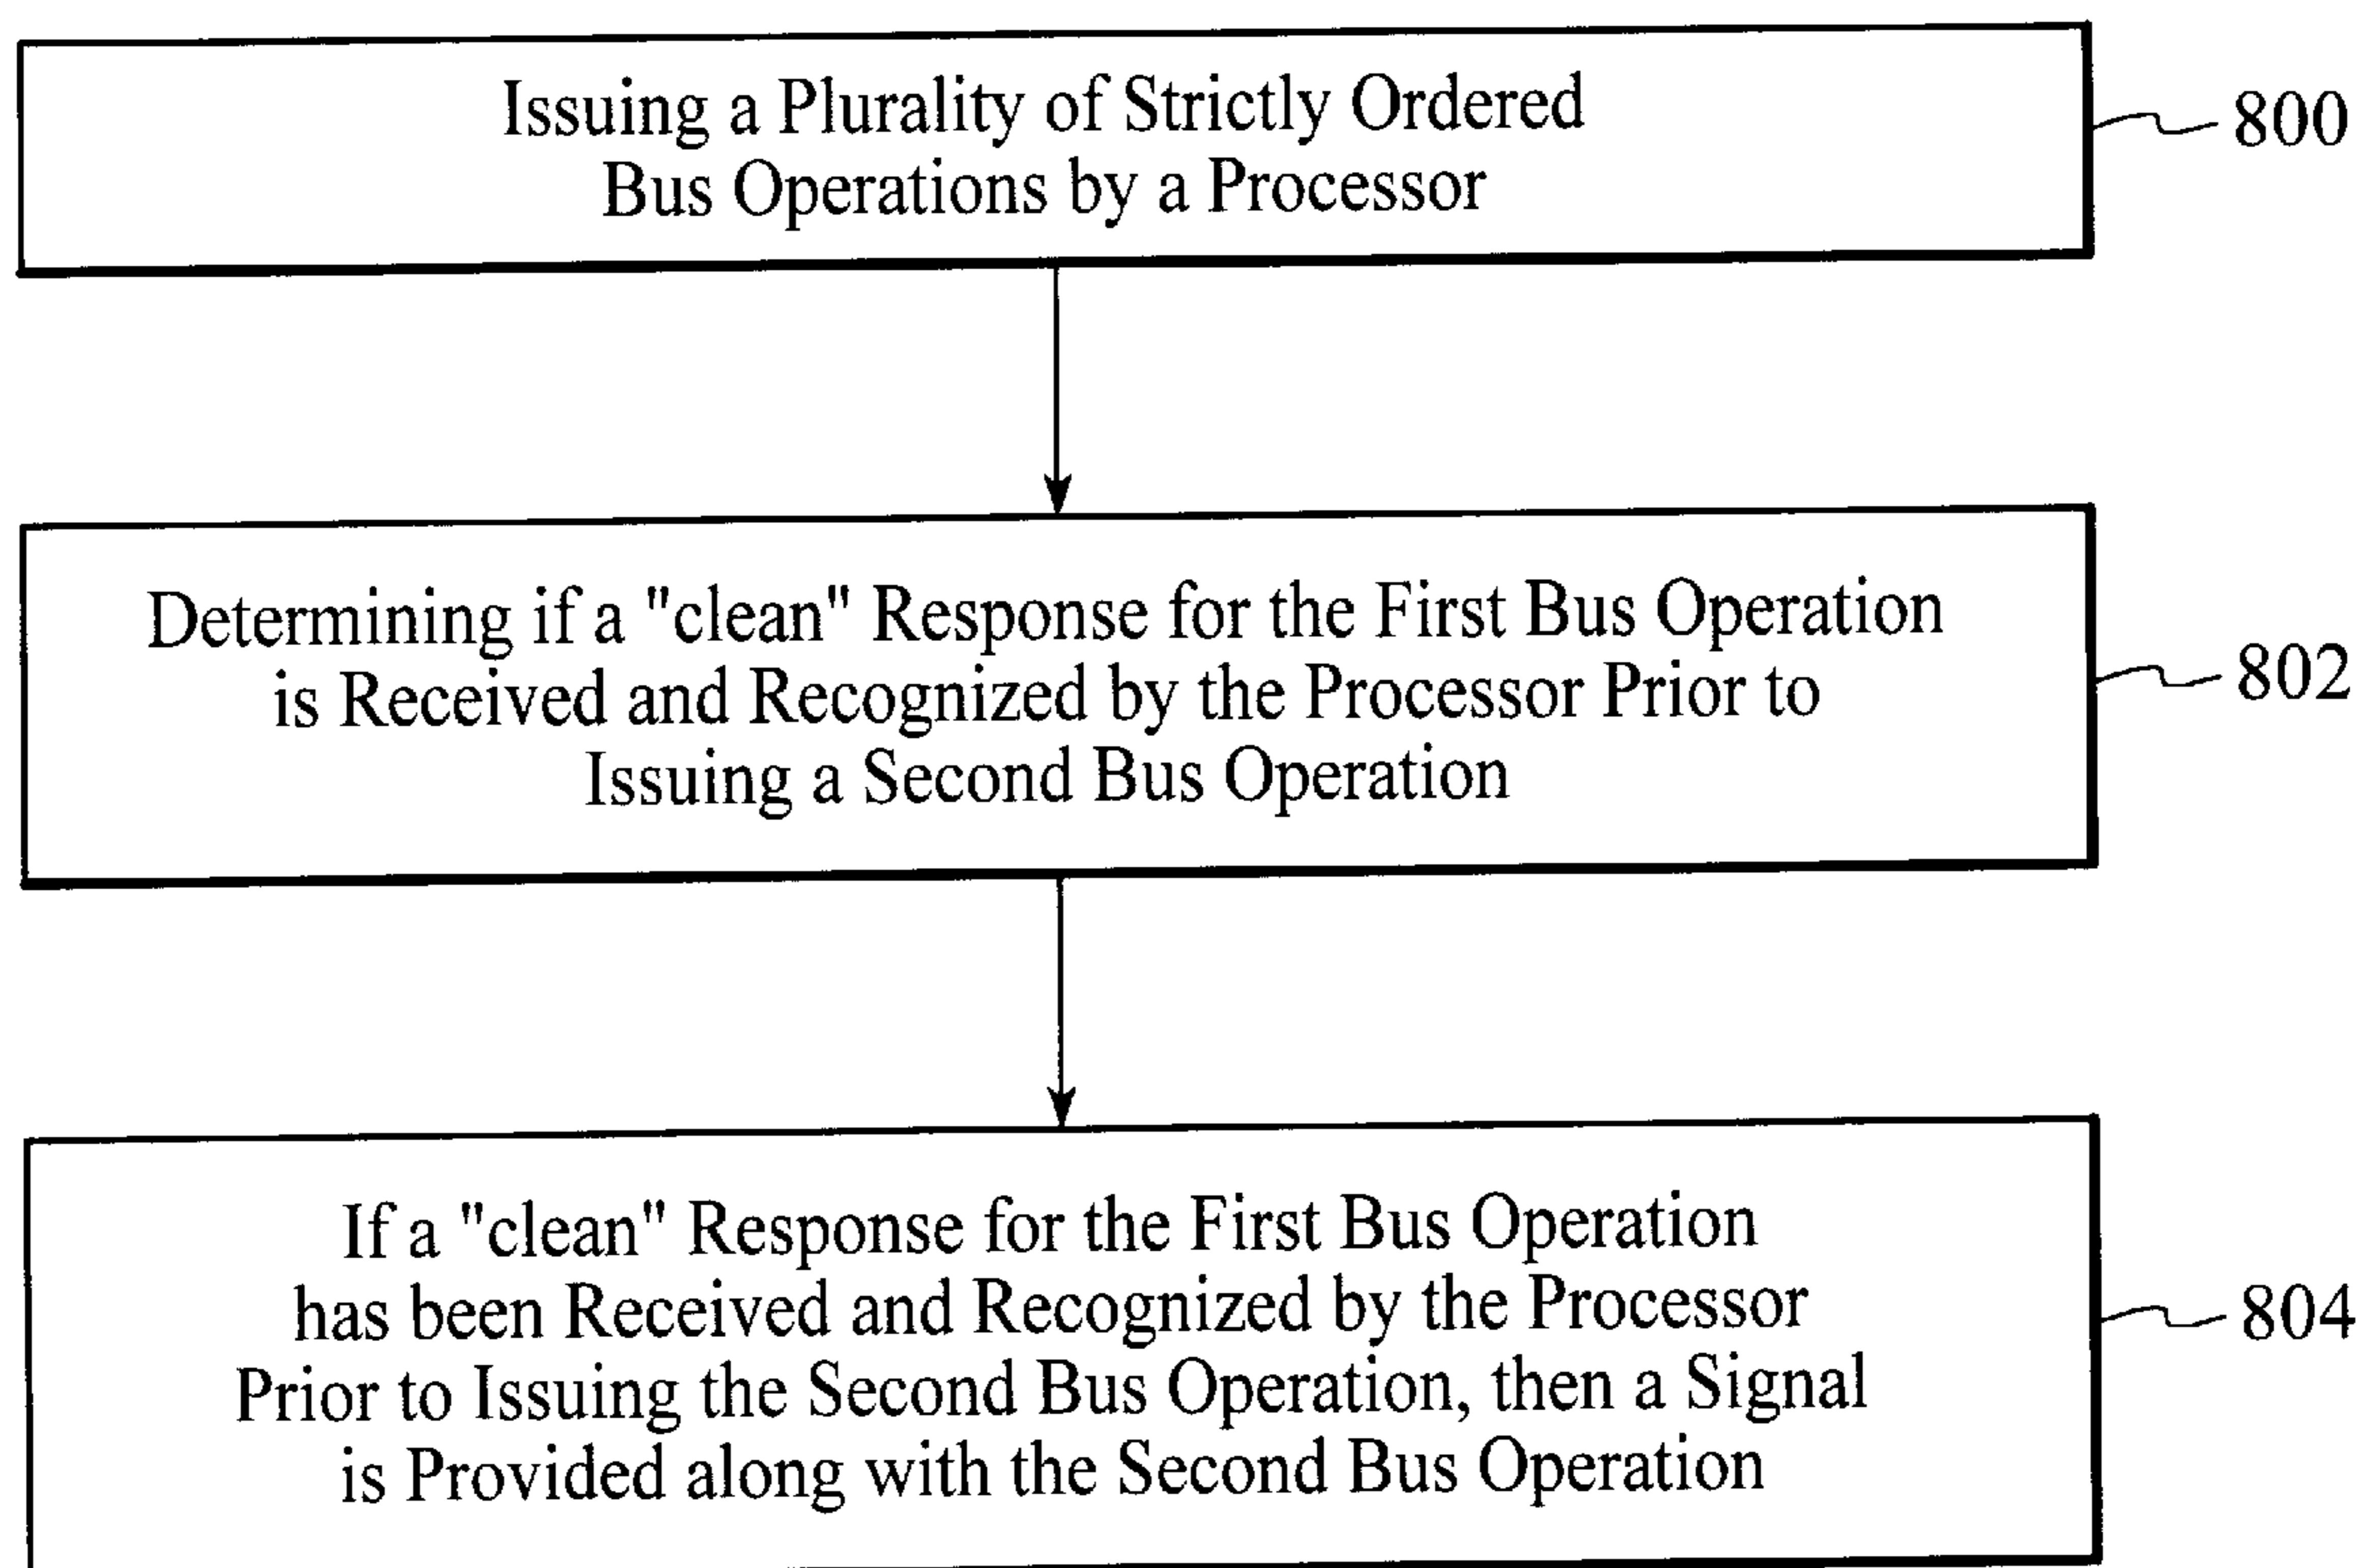 Issuing a Plurality of Strictly Ordered
Bus Operations by a Processor
800
Determining if a "clean" Response for the First Bus Operation
is Received and Recognized by the Processor Prior to
Issuing a Second Bus Operation
802
If a "clean" Response for the First Bus Operation
has been Received and Recognized by the Processor
Prior to Issuing the Second Bus Operation, then a Signal
is Provided along with the Second Bus Operation
804